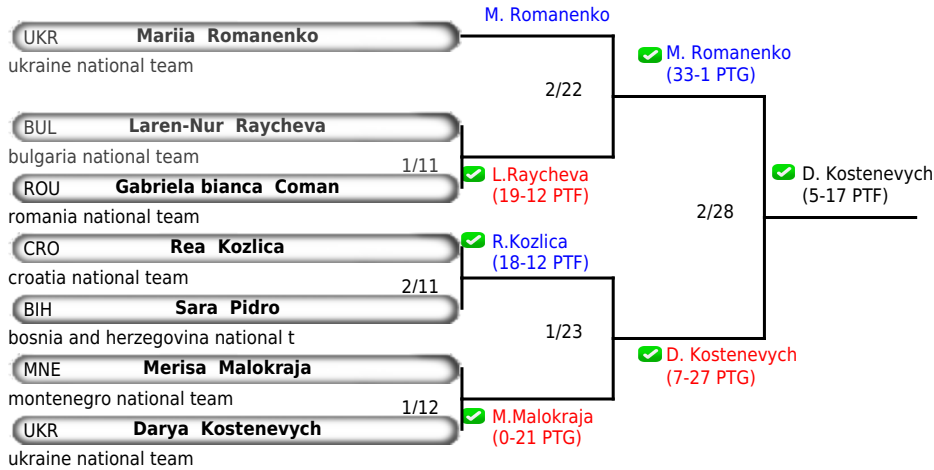 M. Romanenko
UKR Mariia Romanenko
ukraine national team
M. Romanenko
(33-1 PTG)
2/22
BUL Laren-Nur Raycheva
bulgaria national team
1/11
L.Raycheva
(19-12 PTF)
ROU Gabriela bianca Coman
romania national team
D. Kostenevych
(5-17 PTF)
2/28
CRO Rea Kozlica
croatia national team
R.Kozlica
(18-12 PTF)
2/11
BIH Sara Pidro
bosnia and herzegovina national t
1/23
D. Kostenevych
(7-27 PTG)
MNE Merisa Malokraja
montenegro national team
1/12
M.Malokraja
(0-21 PTG)
UKR Darya Kostenevych
ukraine national team